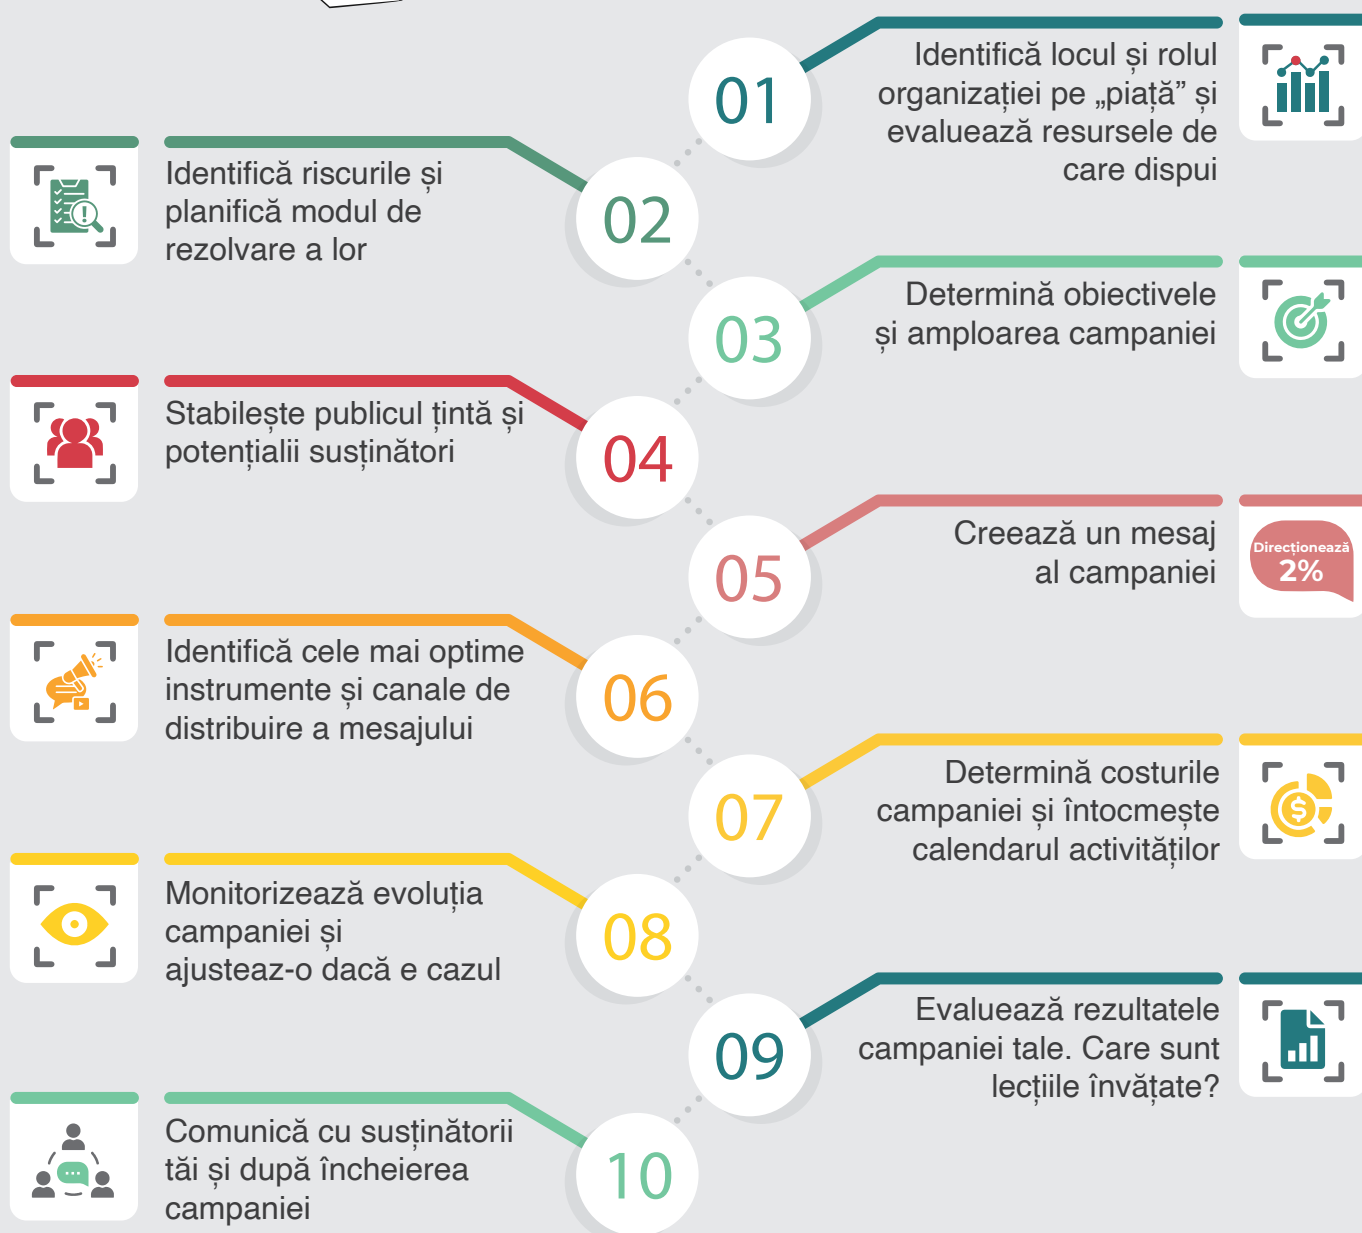 01
Identifică locul și rolul
organizației pe „piață” și
evaluează resursele de
care dispui
02
Identifică riscurile și
planifică modul de
rezolvare a lor
03
Determină obiectivele
și amploarea campaniei
04
Stabilește publicul țintă și
potențialii susținători
05
Creează un mesaj
al campaniei
Direcționează
2%
06
Identifică cele mai optime
instrumente și canale de
distribuire a mesajului
07
Determină costurile
campaniei și întocmește
calendarul activităților
08
Monitorizează evoluția
campaniei și
ajusteaz-o dacă e cazul
09
Evaluează rezultatele
campaniei tale. Care sunt
lecțiile învățate?
10
Comunică cu susținătorii
tăi și după încheierea
campaniei